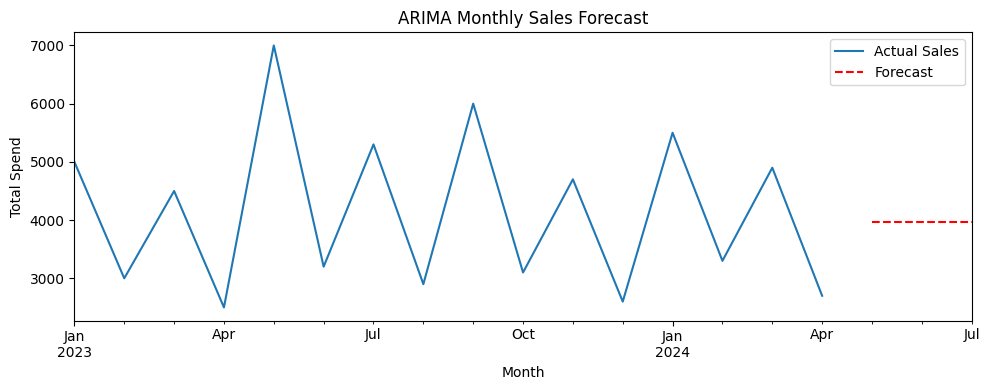 ARIMA Monthly Sales Forecast
Actual Sales
Forecast
Total Spend
7000
6000
5000
4000
3000
Jan Apr Jul Oct Jan Apr Jul
2023 2024
Month